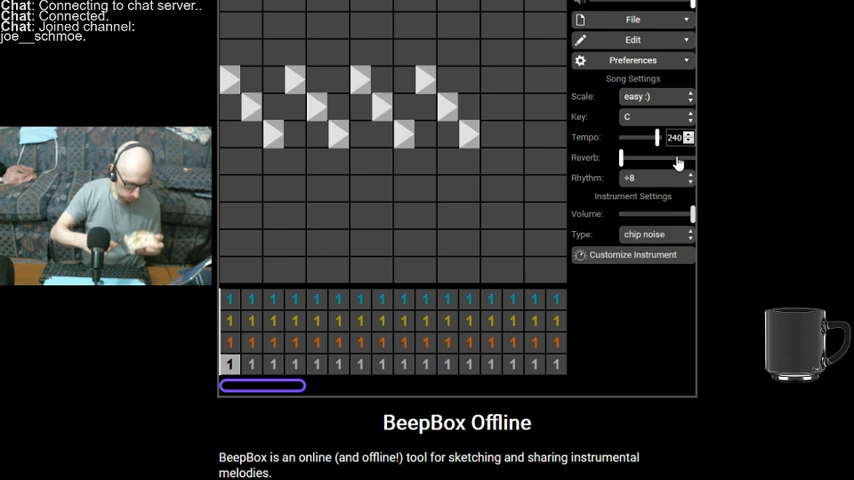 Chat: Connecting to chat server..
Chat: Connected.
Chat: Joined channel:
joe__schmoe.
File
Edit
Preferences
Song Settings
Scale: easy :)
Key: C
Tempo: 240
Reverb:
Rhythm: ÷8
Instrument Settings
Volume:
Type: chip noise
Customize Instrument
1 1 1 1 1 1 1 1 1 1 1 1 1 1 1 1
1 1 1 1 1 1 1 1 1 1 1 1 1 1 1 1
1 1 1 1 1 1 1 1 1 1 1 1 1 1 1 1
1 1 1 1 1 1 1 1 1 1 1 1 1 1 1 1
BeepBox Offline
BeepBox is an online (and offline!) tool for sketching and sharing instrumental
melodies.